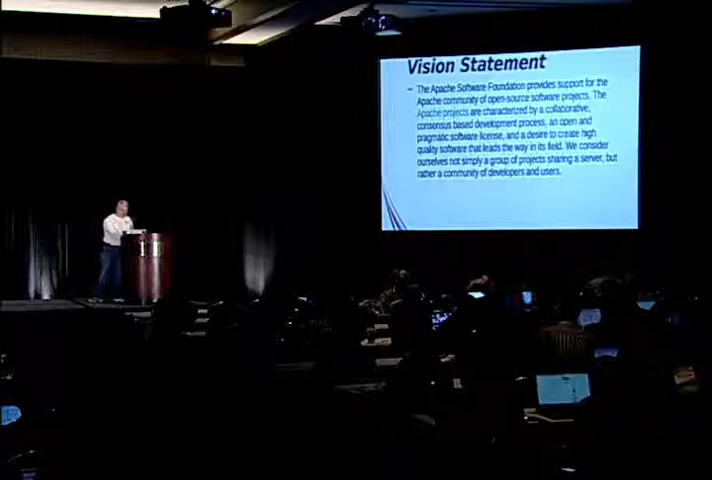 Vision Statement
– The Apache Software Foundation provides support for the
Apache community of open-source software projects. The
Apache projects are characterized by a collaborative,
consensus based development process, an open and
pragmatic software license, and a desire to create high
quality software that leads the way in its field. We consider
ourselves not simply a group of projects sharing a server, but
rather a community of developers and users.